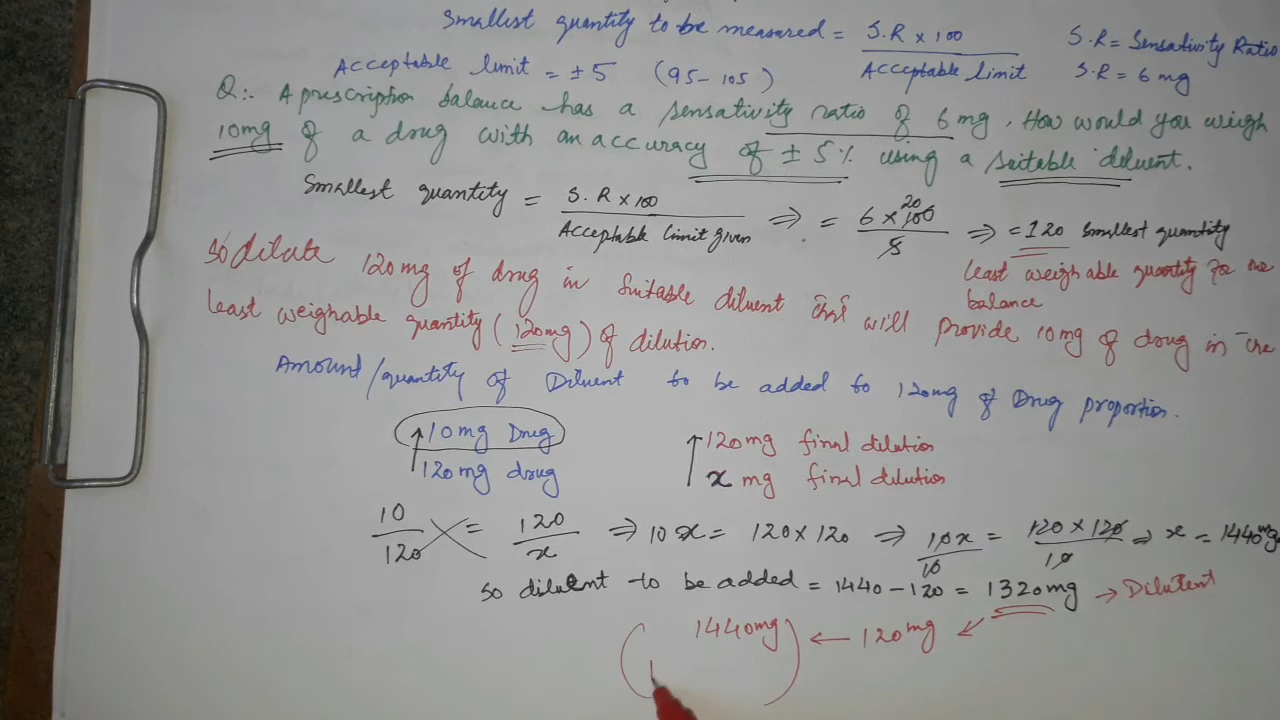 Smallest quantity to be measured = S.R × 100 / Acceptable limit
S.R = Sensativity Ratio
Acceptable limit = ± 5 (95 - 105)
S.R = 6 mg
Q:- A prescription balance has a sensativity ratio of 6 mg. How would you weigh
10mg of a drug with an accuracy of ± 5% using a suitable diluent.
Smallest quantity = S.R × 100 / Acceptable limit given ⇒ = 6 × 100 / 5 20 ⇒ = 120 smallest quantity
least weighable quantity for the
balance
So dilute 120mg of drug in suitable diluent that will provide 10mg of drug in the
least weighable quantity (120mg) of dilution.
Amount/quantity of Diluent to be added to 120mg of Drug proportion.
↑ 10mg Drug ↑ 120mg final dilution
120mg drug x mg final dilution
10 / 120 = 120 / x ⇒ 10x = 120 × 120 ⇒ 10x / 10 = 120 × 120 / 10 ⇒ x = 1440mg
So diluent to be added = 1440 - 120 = 1320mg → Dilutent
( 1440mg ) ← 120mg ↙